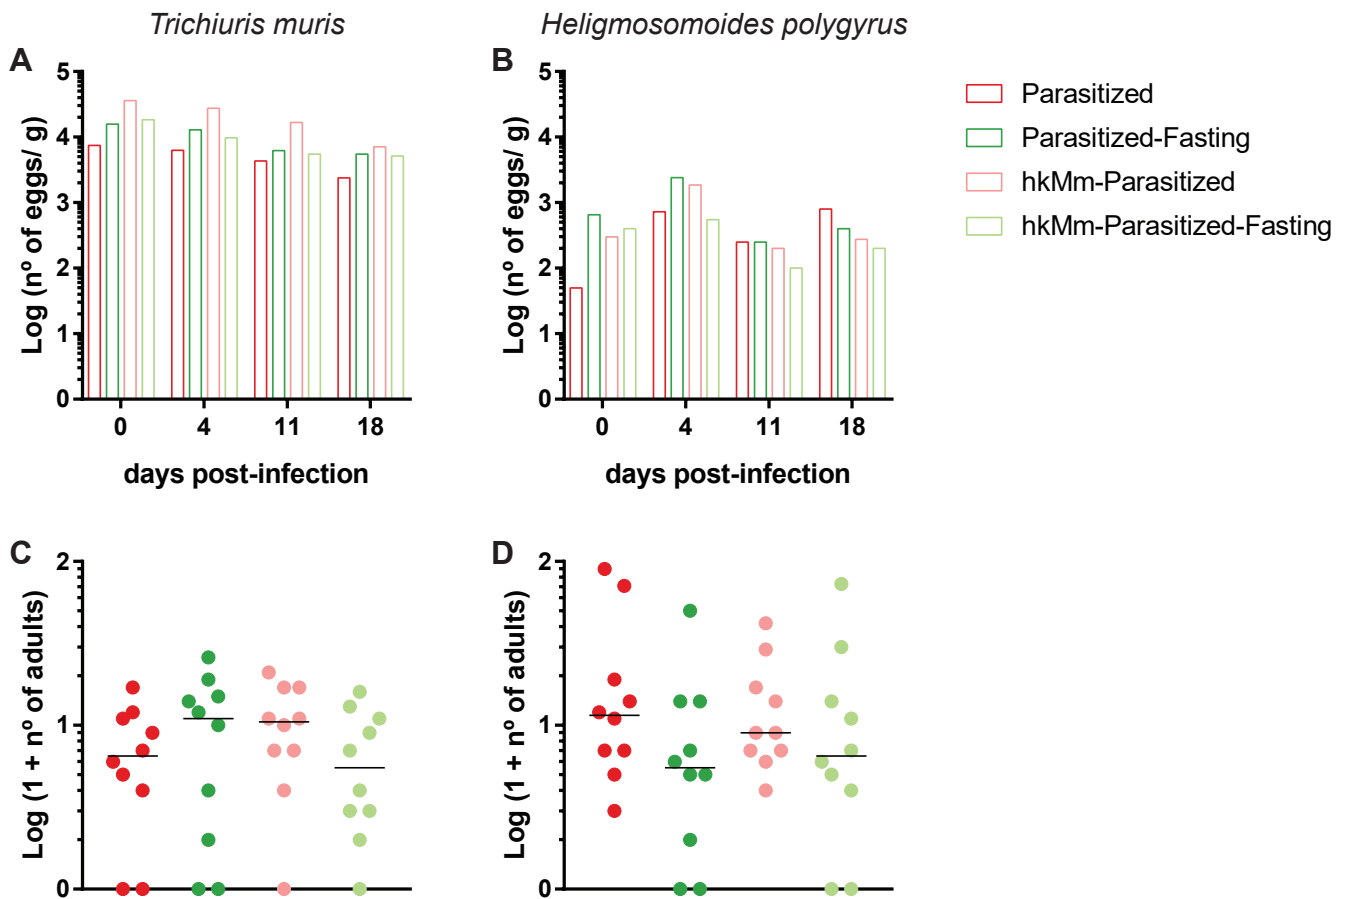 Trichiuris muris
Heligmosomoides polygyrus
A
5
4
3
2
1
0
Log (nº of eggs/ g)
0 4 11 18
days post-infection
B
5
4
3
2
1
0
Log (nº of eggs/ g)
0 4 11 18
days post-infection
Parasitized
Parasitized-Fasting
hkMm-Parasitized
hkMm-Parasitized-Fasting
C
2
1
0
Log (1 + nº of adults)
D
2
1
0
Log (1 + nº of adults)